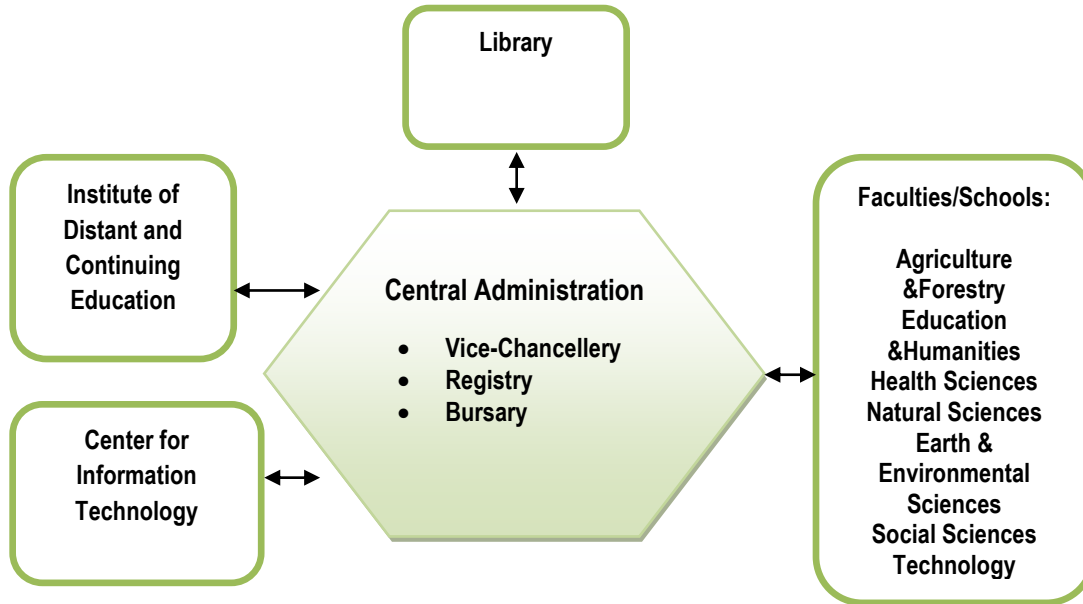 Library
Institute of
Distant and
Continuing
Education
Central Administration
• Vice-Chancellery
• Registry
• Bursary
Center for
Information
Technology
Faculties/Schools:
Agriculture
&Forestry
Education
&Humanities
Health Sciences
Natural Sciences
Earth &
Environmental
Sciences
Social Sciences
Technology